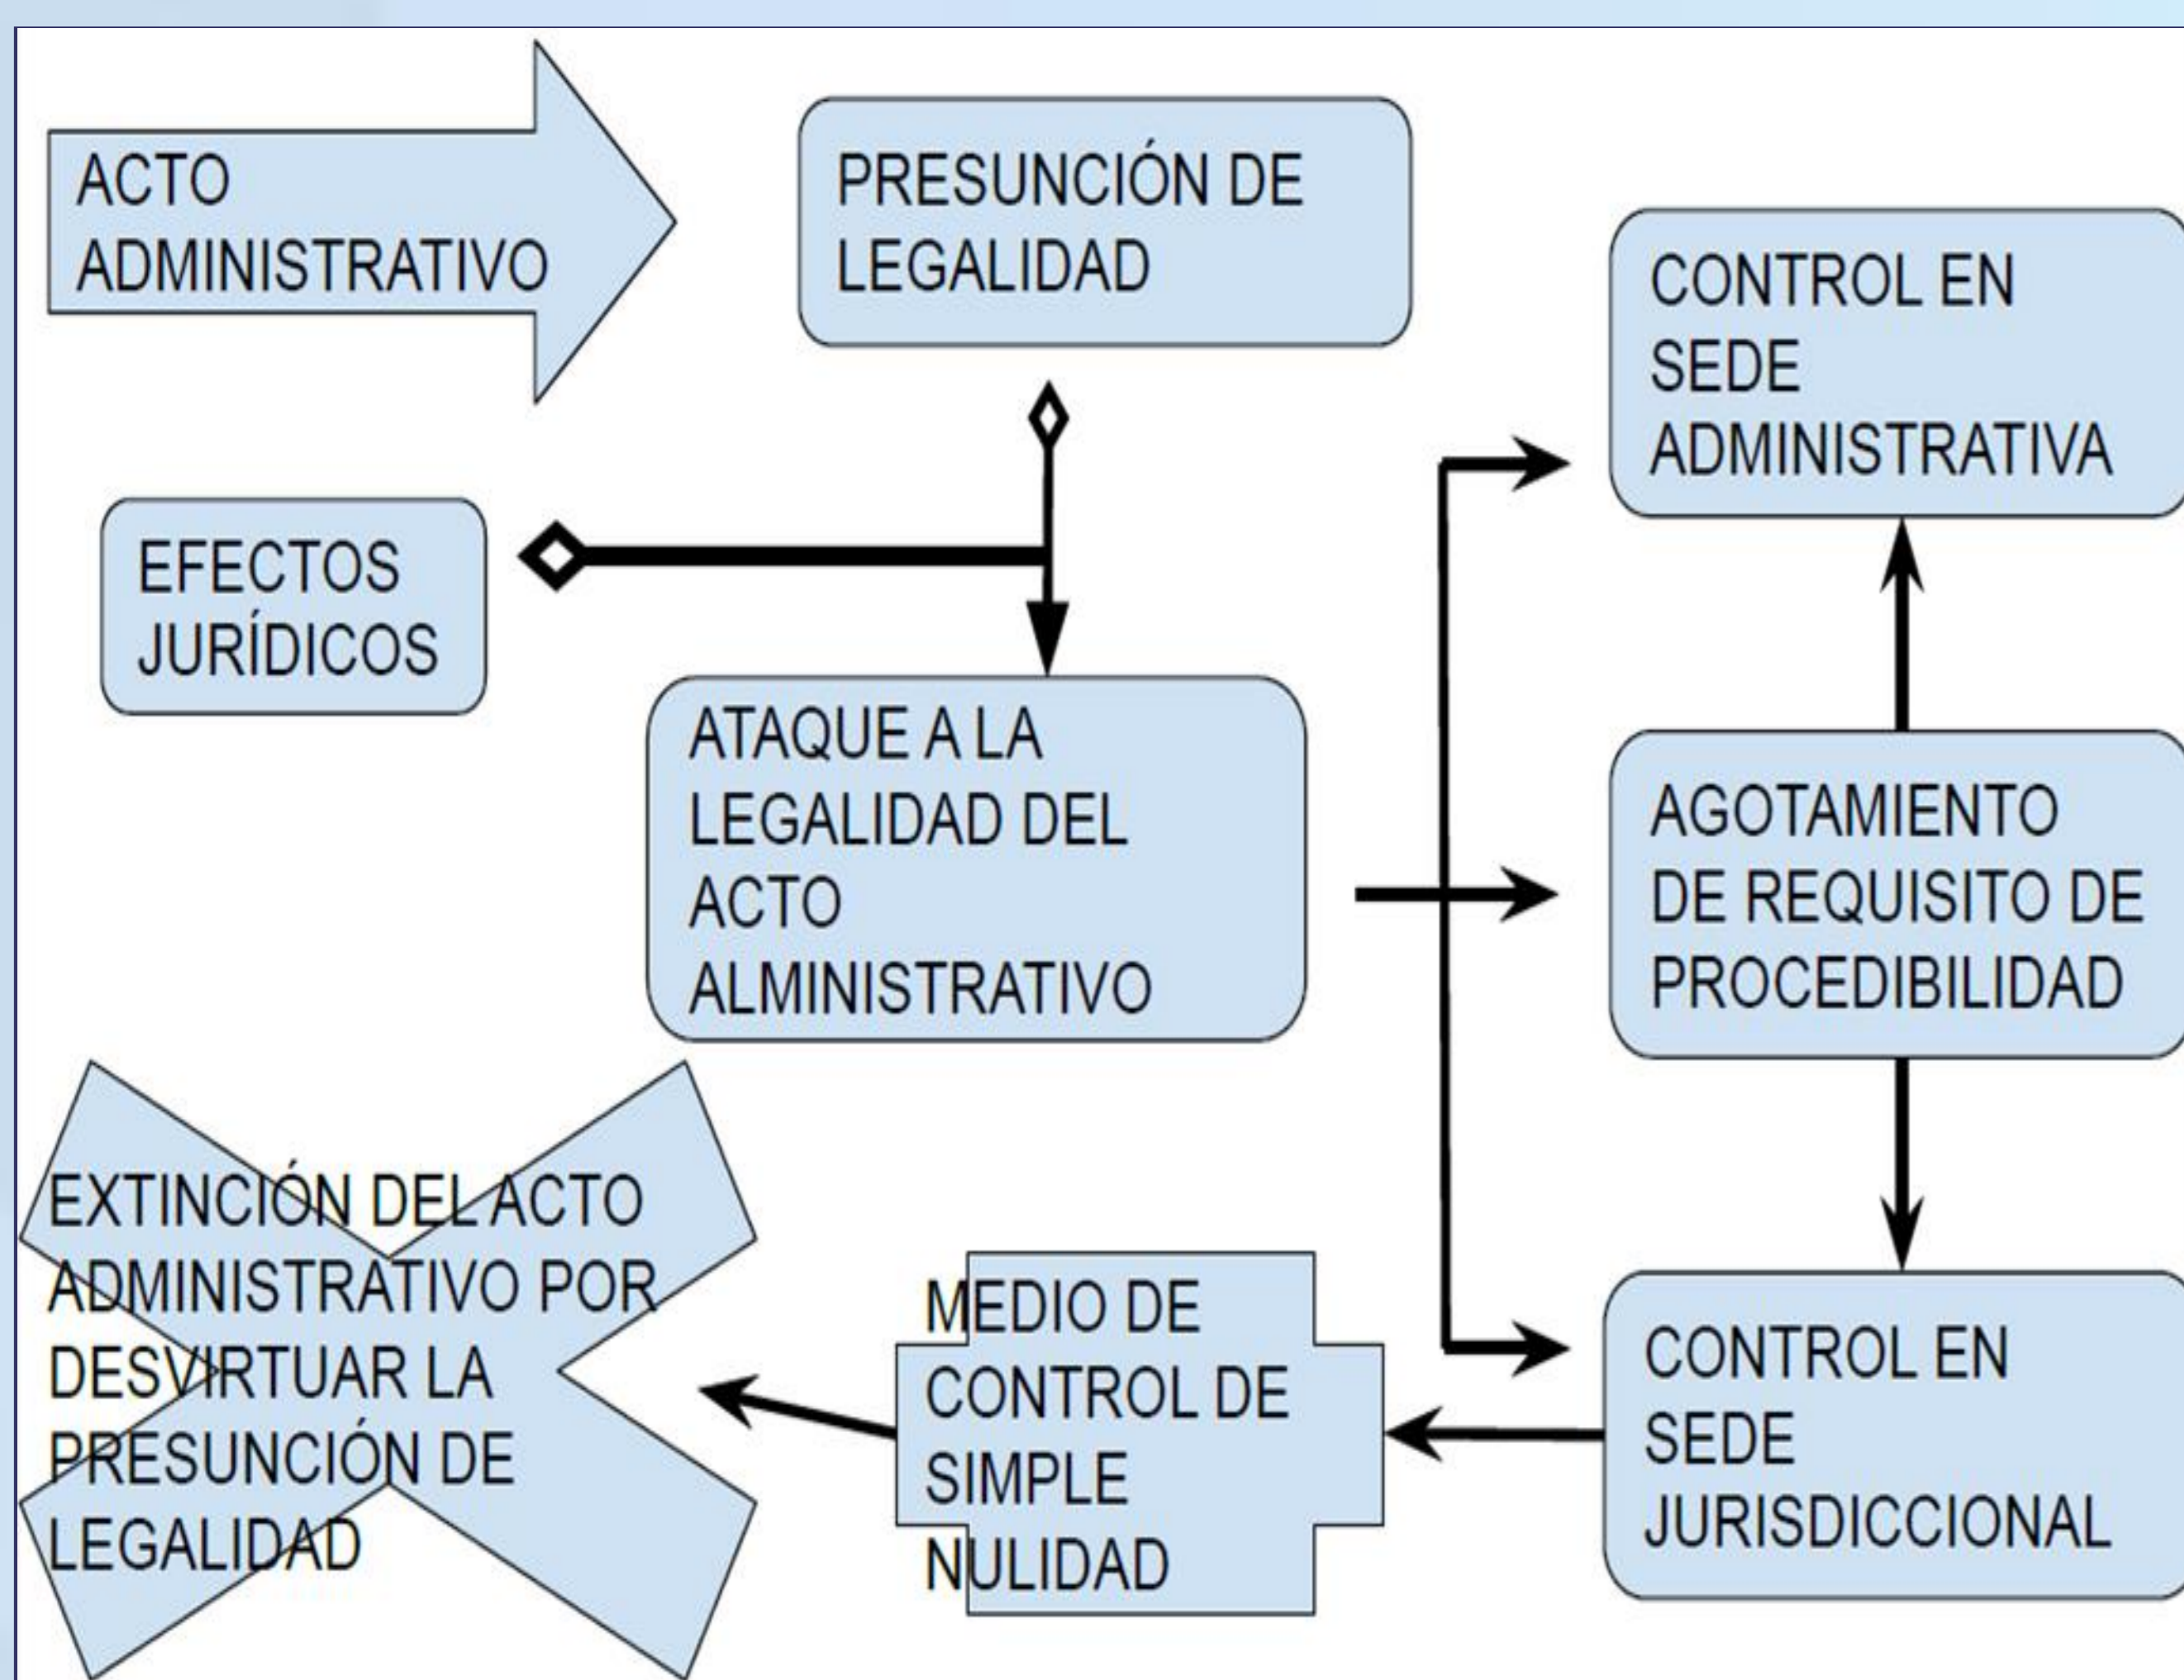 ACTO
ADMINISTRATIVO
PRESUNCIÓN DE
LEGALIDAD
EFECTOS
JURÍDICOS
ATAQUE A LA
LEGALIDAD DEL
ACTO
ALMINISTRATIVO
CONTROL EN
SEDE
ADMINISTRATIVA
AGOTAMIENTO
DE REQUISITO DE
PROCEDIBILIDAD
CONTROL EN
SEDE
JURISDICCIONAL
MEDIO DE
CONTROL DE
SIMPLE
NULIDAD
EXTINCIÓN DEL ACTO
ADMINISTRATIVO POR
DESVIRTUAR LA
PRESUNCIÓN DE
LEGALIDAD